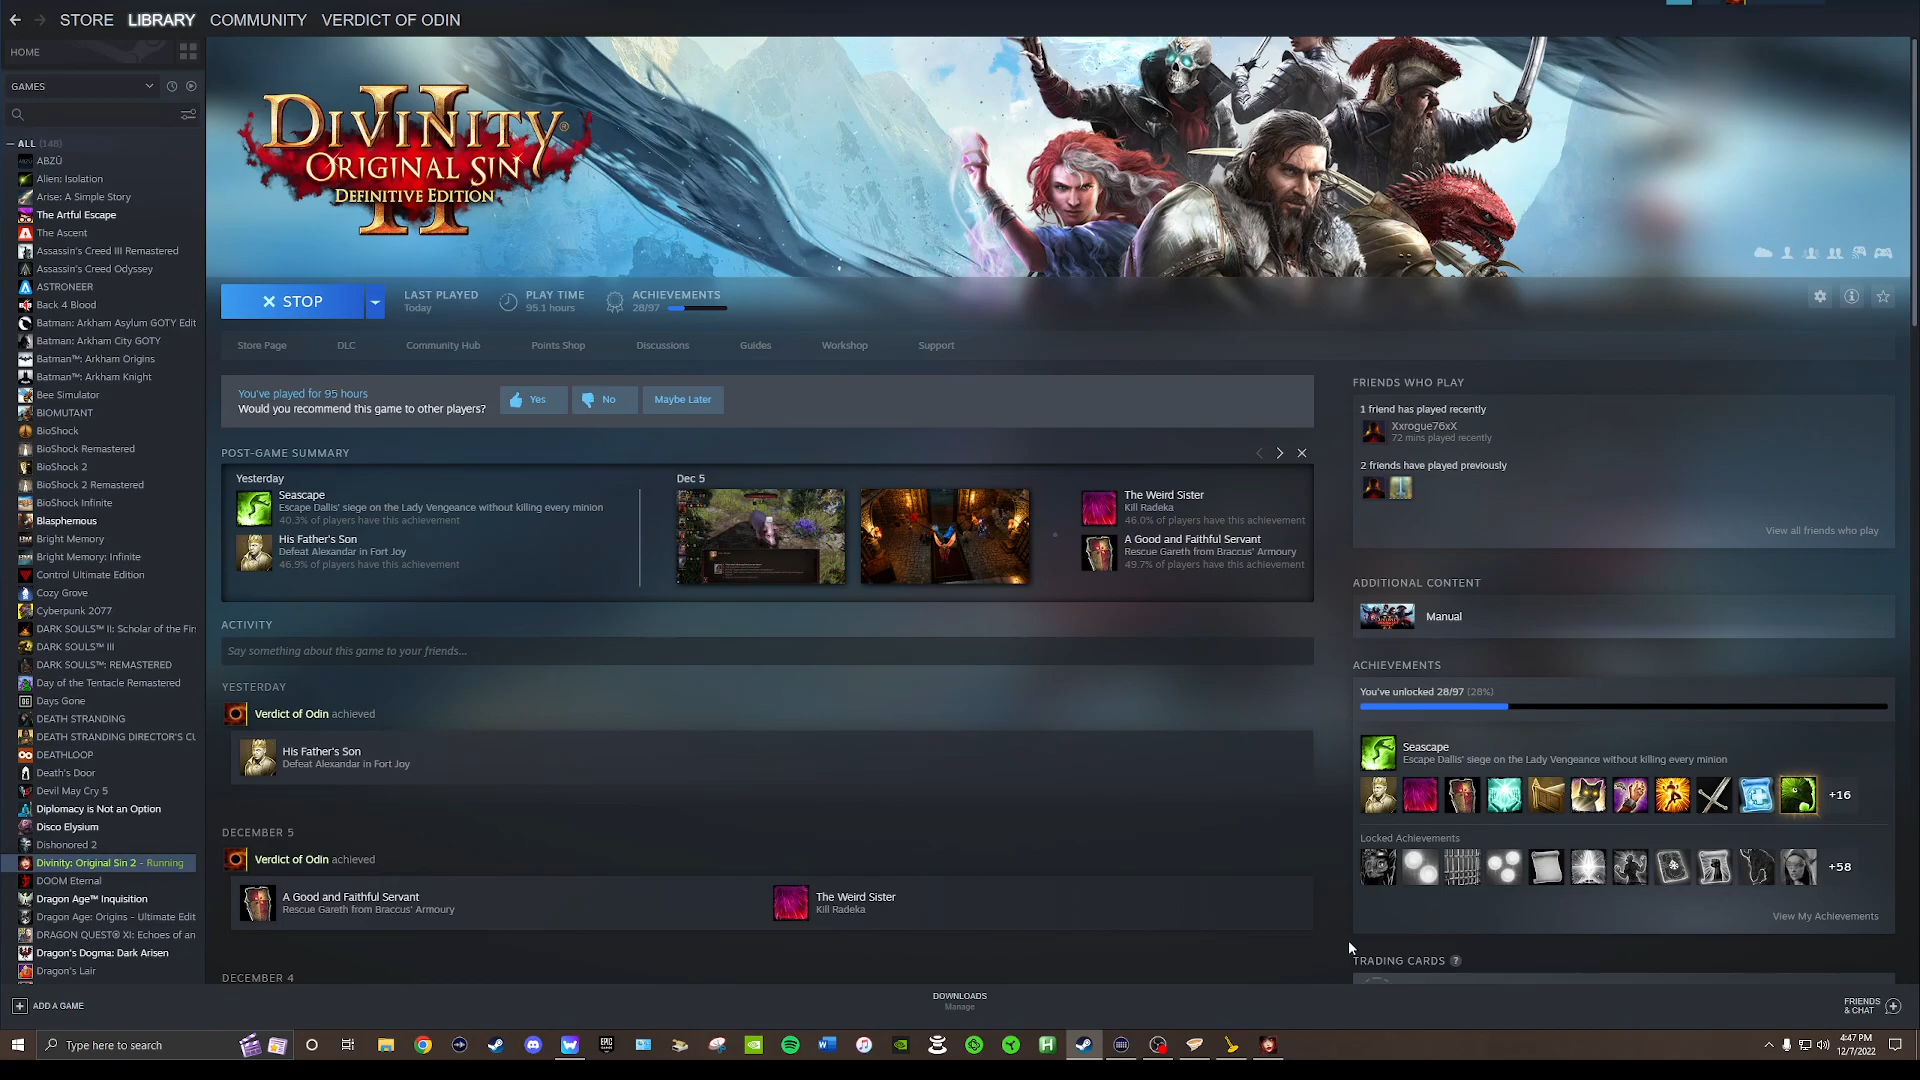 STORE LIBRARY COMMUNITY VERDICT OF ODIN
HOME
GAMES
ALL (148)
ABZÛ
Alien: Isolation
Arise: A Simple Story
The Artful Escape
The Ascent
Assassin's Creed III Remastered
Assassin's Creed Odyssey
ASTRONEER
Back 4 Blood
Batman: Arkham Asylum GOTY Edit
Batman: Arkham City GOTY
Batman™: Arkham Origins
Batman™: Arkham Knight
Bee Simulator
BIOMUTANT
BioShock
BioShock Remastered
BioShock 2
BioShock 2 Remastered
BioShock Infinite
Blasphemous
Bright Memory
Bright Memory: Infinite
Control Ultimate Edition
Cozy Grove
Cyberpunk 2077
DARK SOULS™ II: Scholar of the Fir
DARK SOULS™ III
DARK SOULS™: REMASTERED
Day of the Tentacle Remastered
Days Gone
DEATH STRANDING
DEATH STRANDING DIRECTOR'S CU
DEATHLOOP
Death's Door
Devil May Cry 5
Diplomacy is Not an Option
Disco Elysium
Dishonored 2
Divinity: Original Sin 2 - Running
DOOM Eternal
Dragon Age™ Inquisition
Dragon Age: Origins - Ultimate Edit
DRAGON QUEST® XI: Echoes of an
Dragon's Dogma: Dark Arisen
Dragon's Lair
ADD A GAME
DIVINITY®
II
ORIGINAL SIN
DEFINITIVE EDITION
STOP
LAST PLAYED
Today
PLAY TIME
95.1 hours
ACHIEVEMENTS
28/97
Store Page DLC Community Hub Points Shop Discussions Guides Workshop Support
You've played for 95 hours
Would you recommend this game to other players?
Yes No Maybe Later
POST-GAME SUMMARY
Yesterday
Seascape
Escape Dallis' siege on the Lady Vengeance without killing every minion
40.3% of players have this achievement
His Father's Son
Defeat Alexandar in Fort Joy
46.9% of players have this achievement
Dec 5
The Weird Sister
Kill Radeka
46.0% of players have this achievement
A Good and Faithful Servant
Rescue Gareth from Braccus' Armoury
49.7% of players have this achievement
ACTIVITY
Say something about this game to your friends...
YESTERDAY
Verdict of Odin achieved
His Father's Son
Defeat Alexandar in Fort Joy
DECEMBER 5
Verdict of Odin achieved
A Good and Faithful Servant
Rescue Gareth from Braccus' Armoury
The Weird Sister
Kill Radeka
DECEMBER 4
FRIENDS WHO PLAY
1 friend has played recently
Xxrogue76xX
72 mins played recently
2 friends have played previously
View all friends who play
ADDITIONAL CONTENT
Manual
ACHIEVEMENTS
You've unlocked 28/97 (28%)
Seascape
Escape Dallis' siege on the Lady Vengeance without killing every minion
+16
Locked Achievements
+58
View My Achievements
TRADING CARDS ?
DOWNLOADS
Manage
FRIENDS
& CHAT
Type here to search
4:47 PM
12/7/2022